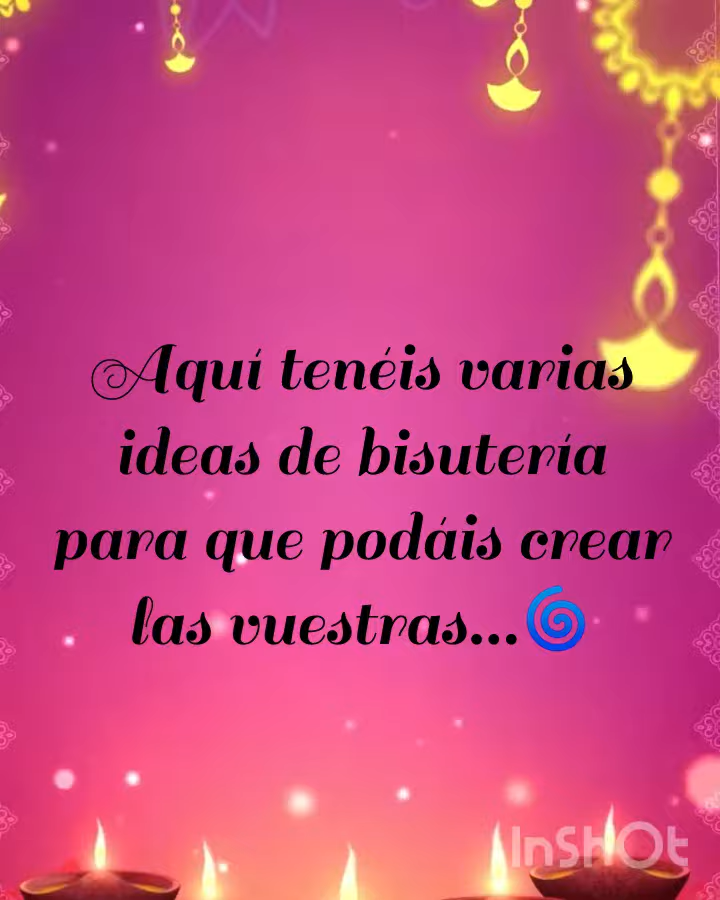 Aquí tenéis varias
ideas de bisutería
para que podáis crear
las vuestras...🌀
InShOt